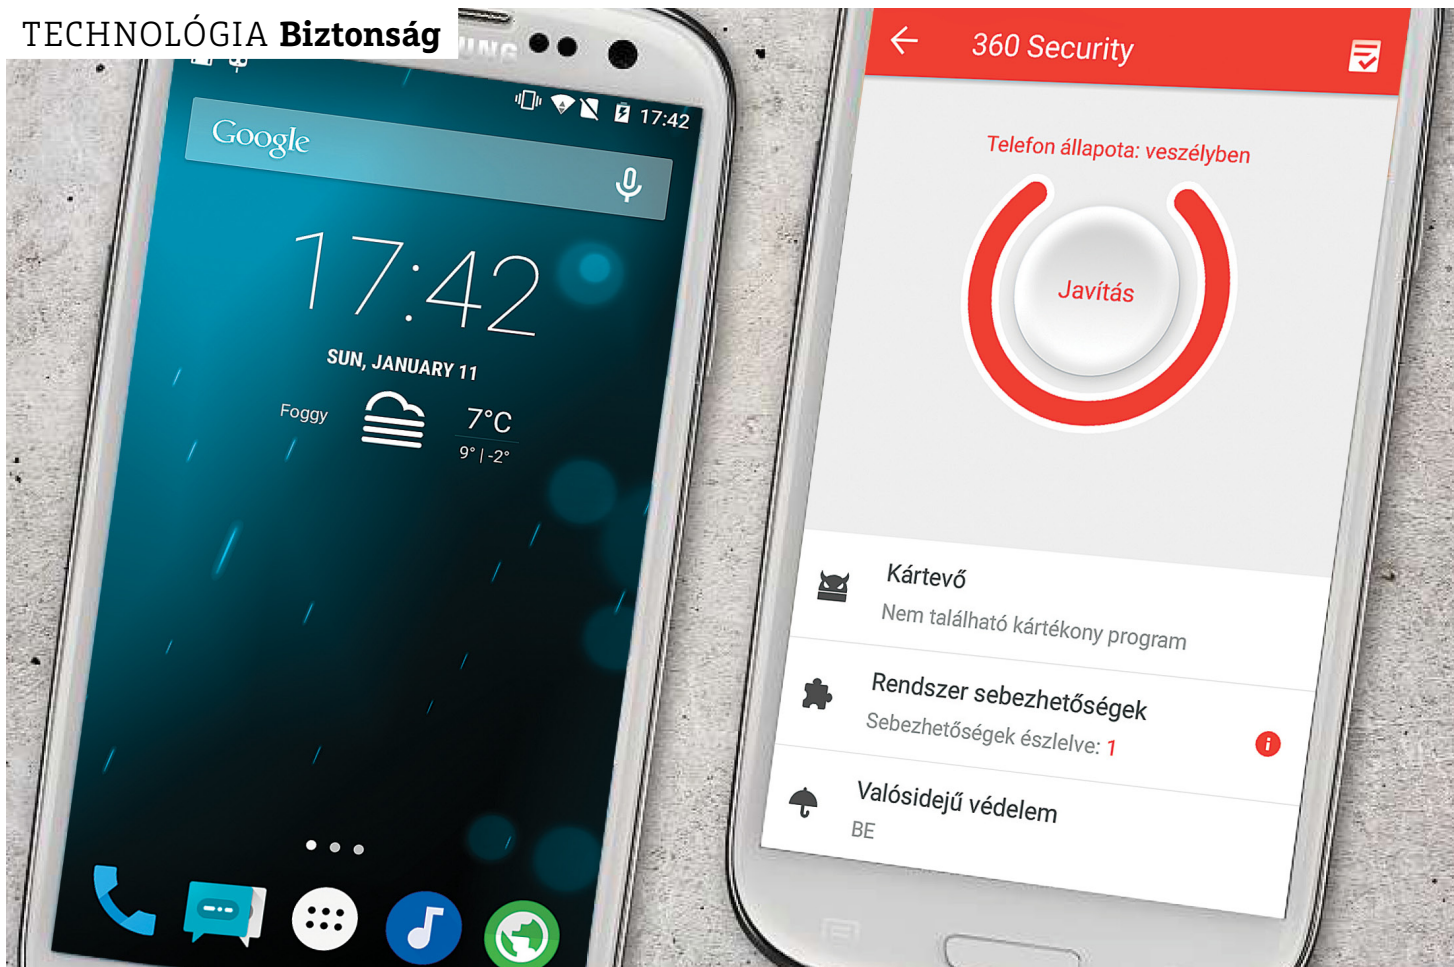 TECHNOLÓGIA Biztonság
17:42
Google
17:42
SUN, JANUARY 11
Foggy
7°C
9° | -2°
360 Security
Telefon állapota: veszélyben
Javítás
Kártevő
Nem található kártékony program
Rendszer sebezhetőségek
Sebezhetőségek észlelve: 1
Valósidejű védelem
BE